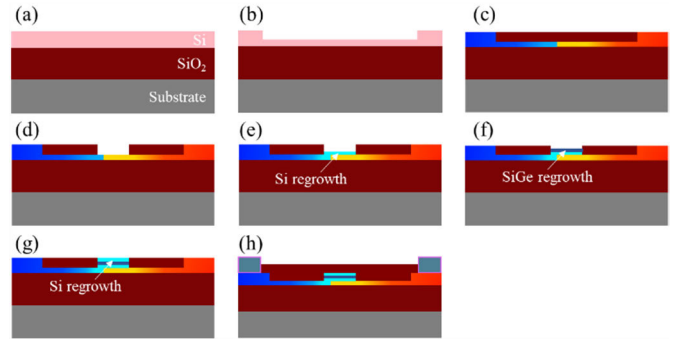 (a)
(b)
(c)
Si
SiO₂
Substrate
(d)
(e)
(f)
Si regrowth
SiGe regrowth
(g)
(h)
Si regrowth